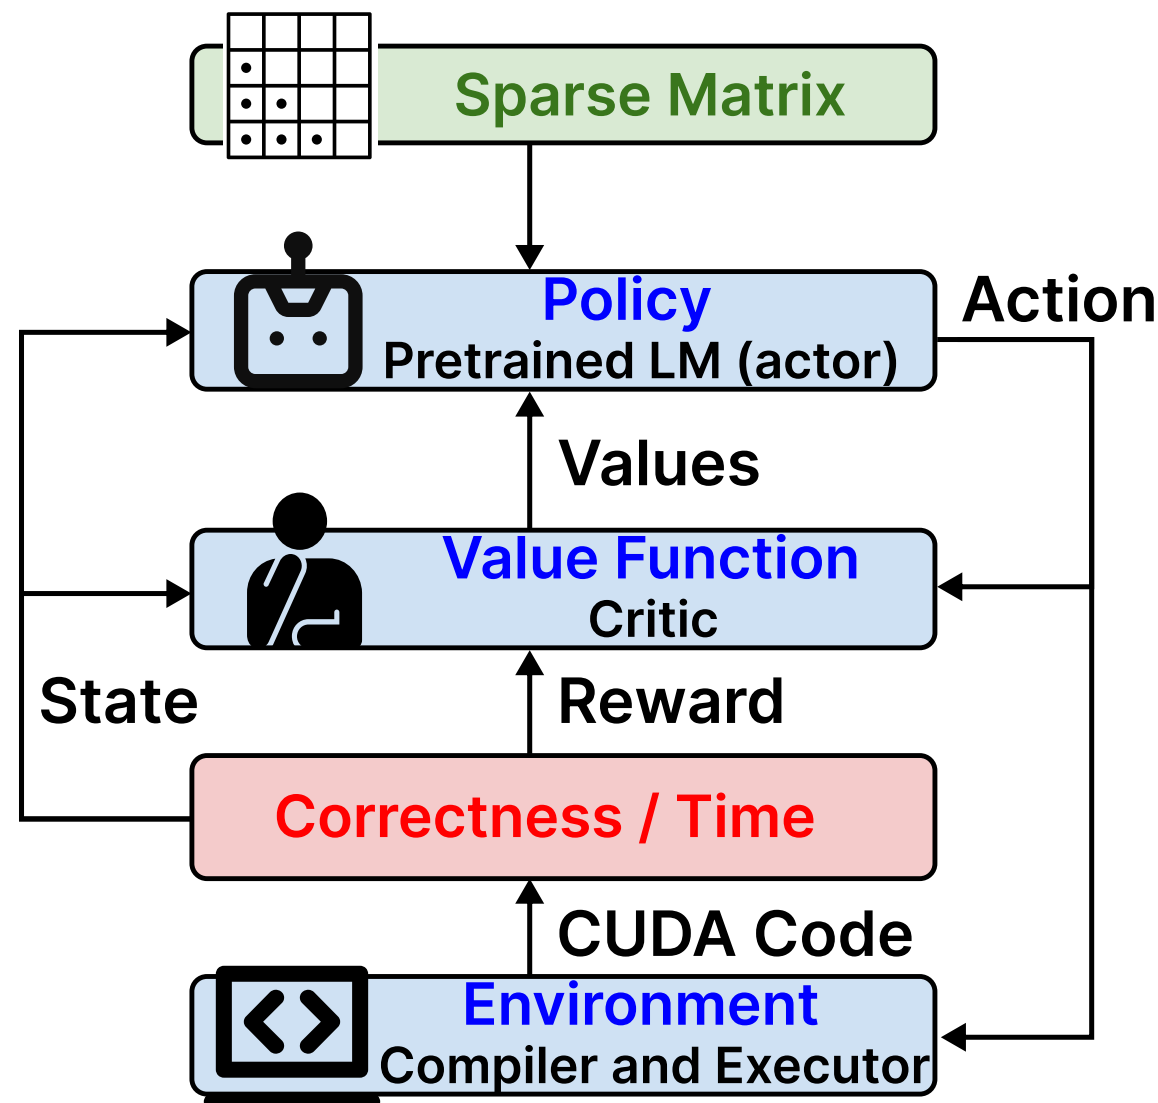 Sparse Matrix
Policy
Pretrained LM (actor)
Action
Values
Value Function
Critic
State
Reward
Correctness / Time
CUDA Code
Environment
Compiler and Executor